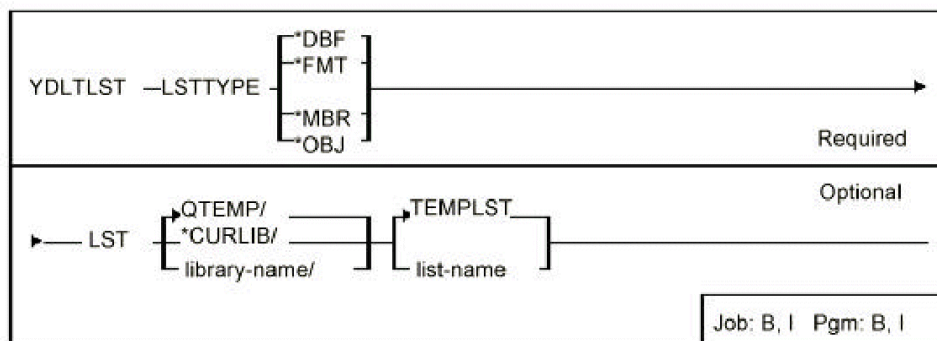 *DBF
*FMT
YDLTLST LSTTYPE
*MBR
*OBJ
Required
Optional
QTEMP/ TEMPLST
LST *CURLIB/
library-name/ list-name
Job: B, I Pgm: B, I